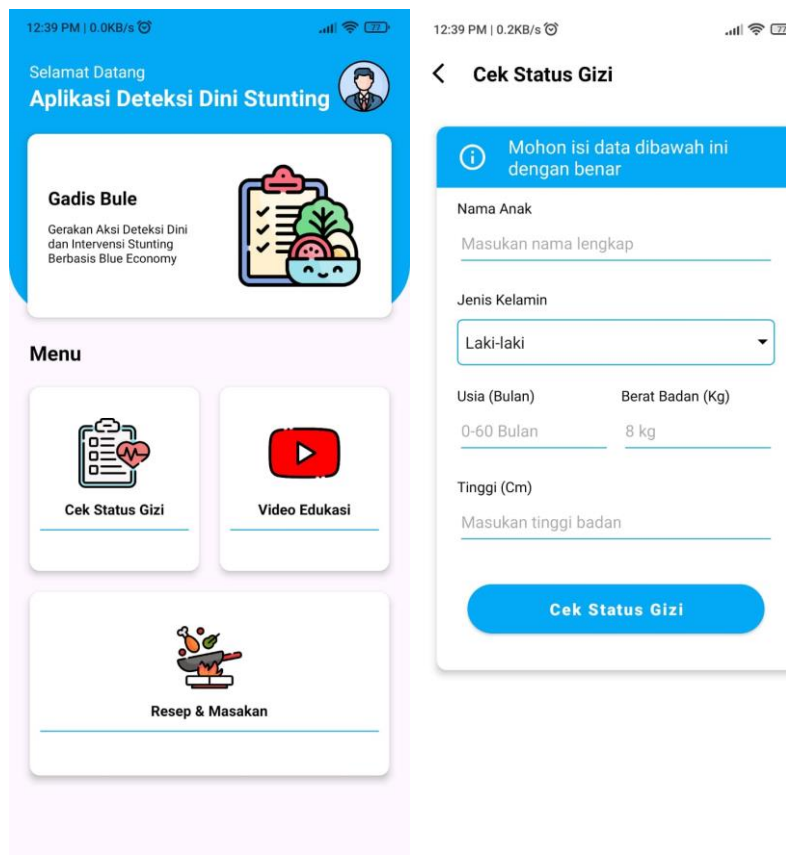 12:39 PM | 0.0KB/s
77
Selamat Datang
Aplikasi Deteksi Dini Stunting
Gadis Bule
Gerakan Aksi Deteksi Dini
dan Intervensi Stunting
Berbasis Blue Economy
Menu
Cek Status Gizi
Video Edukasi
Resep & Masakan
12:39 PM | 0.2KB/s
77
Cek Status Gizi
Mohon isi data dibawah ini
dengan benar
Nama Anak
Masukan nama lengkap
Jenis Kelamin
Laki-laki
Usia (Bulan)
Berat Badan (Kg)
0-60 Bulan
8 kg
Tinggi (Cm)
Masukan tinggi badan
Cek Status Gizi